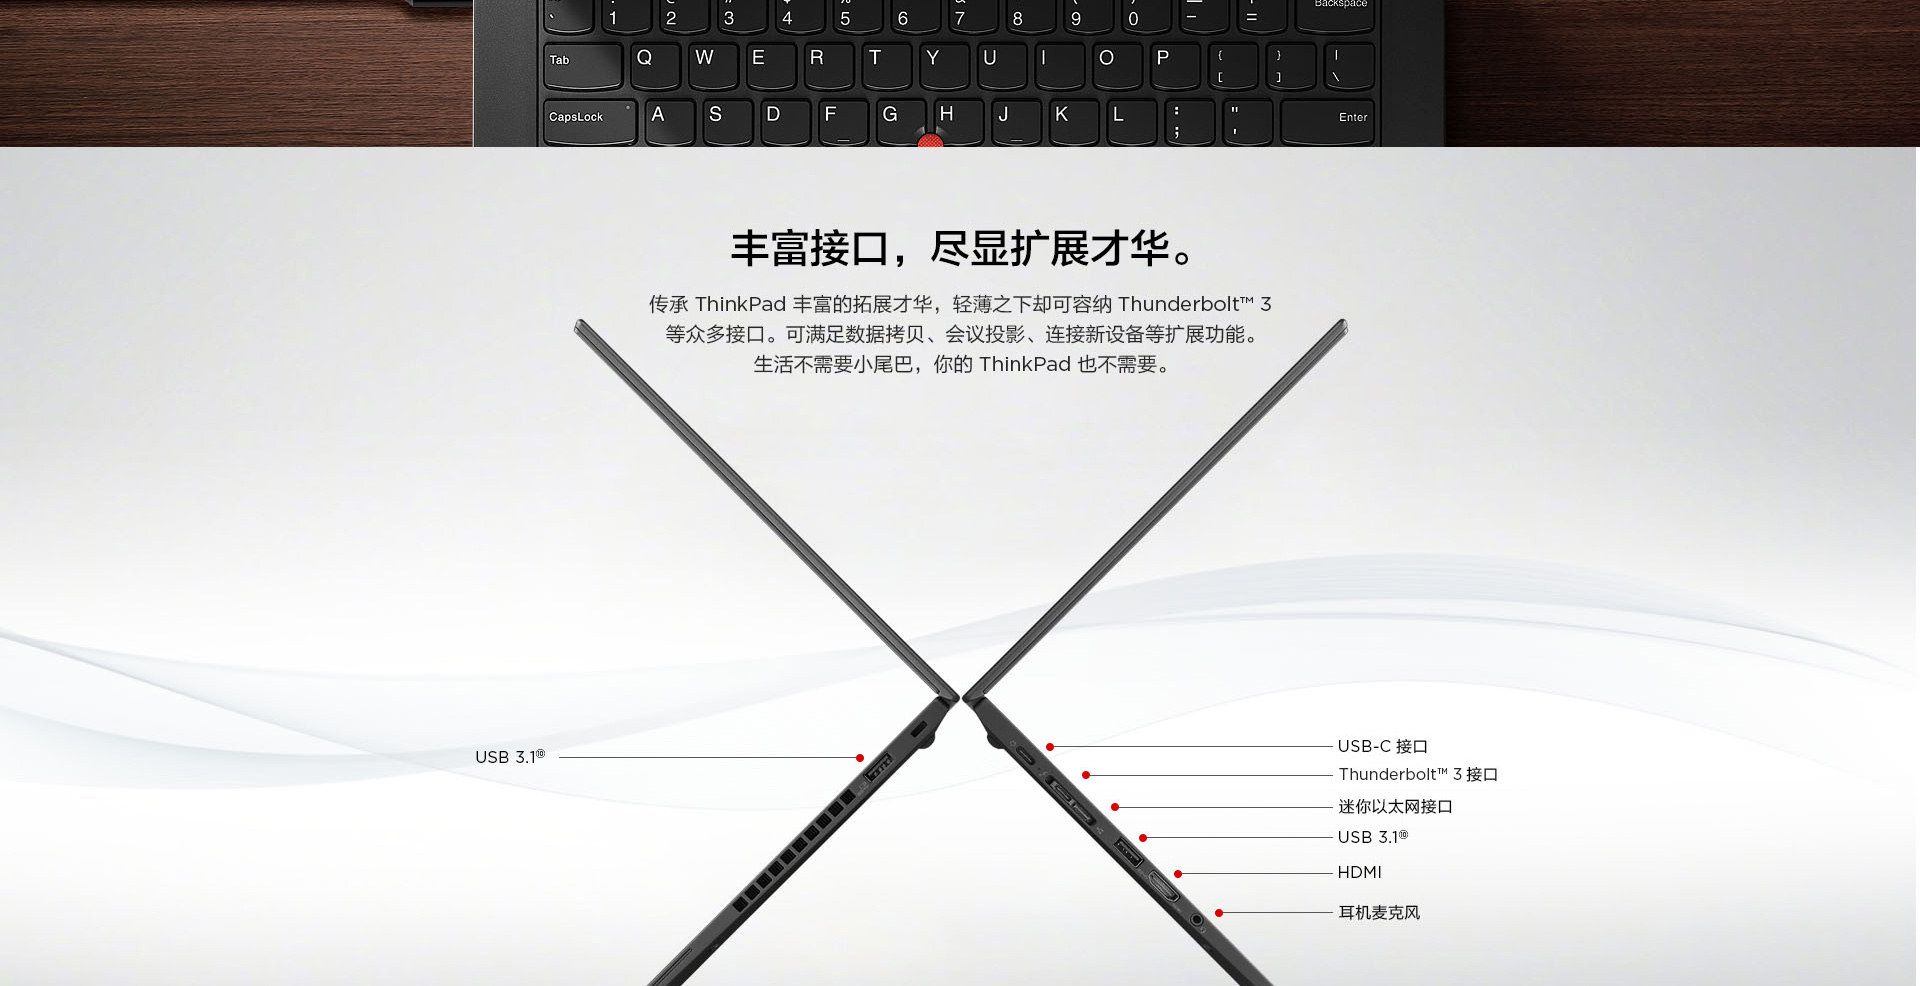 ` 1 2 3 4 5 6 7 8 9 0 - = Backspace
Tab Q W E R T Y U I O P { [ } ] | \
CapsLock A S D F G H J K L : ; " ' Enter
丰富接口，尽显扩展才华。
传承 ThinkPad 丰富的拓展才华，轻薄之下却可容纳 Thunderbolt™ 3
等众多接口。可满足数据拷贝、会议投影、连接新设备等扩展功能。
生活不需要小尾巴，你的 ThinkPad 也不需要。
USB 3.1⑩
USB-C 接口
Thunderbolt™ 3 接口
迷你以太网接口
USB 3.1⑩
HDMI
耳机麦克风